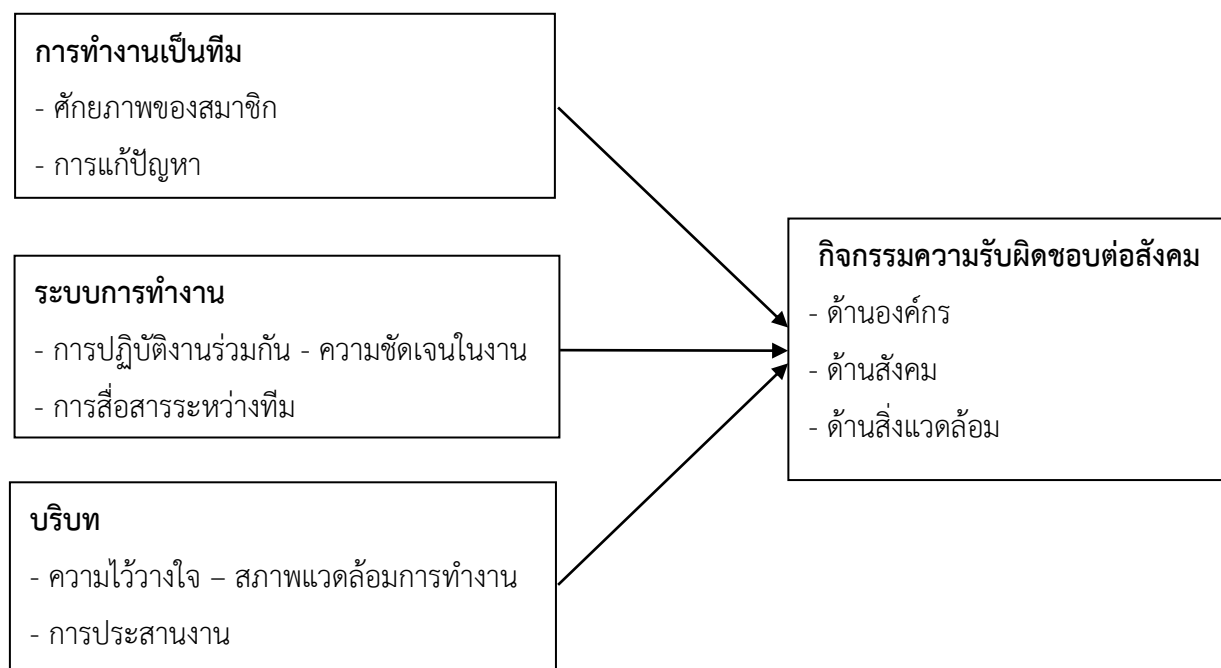 การทำงานเป็นทีม
- ศักยภาพของสมาชิก
- การแก้ปัญหา
ระบบการทำงาน
- การปฏิบัติงานร่วมกัน - ความชัดเจนในงาน
- การสื่อสารระหว่างทีม
บริบท
- ความไว้วางใจ – สภาพแวดล้อมการทำงาน
- การประสานงาน
กิจกรรมความรับผิดชอบต่อสังคม
- ด้านองค์กร
- ด้านสังคม
- ด้านสิ่งแวดล้อม